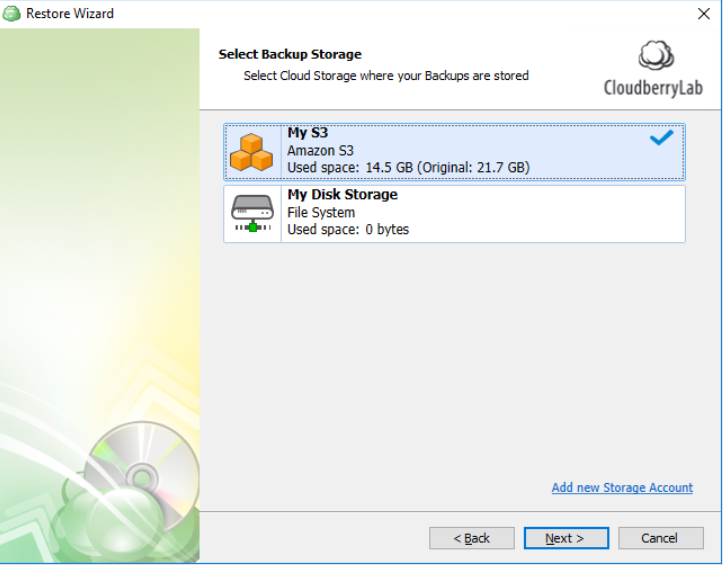 Restore Wizard
Select Backup Storage
Select Cloud Storage where your Backups are stored
CloudberryLab
My S3
Amazon S3
Used space: 14.5 GB (Original: 21.7 GB)
My Disk Storage
File System
Used space: 0 bytes
Add new Storage Account
< Back
Next >
Cancel